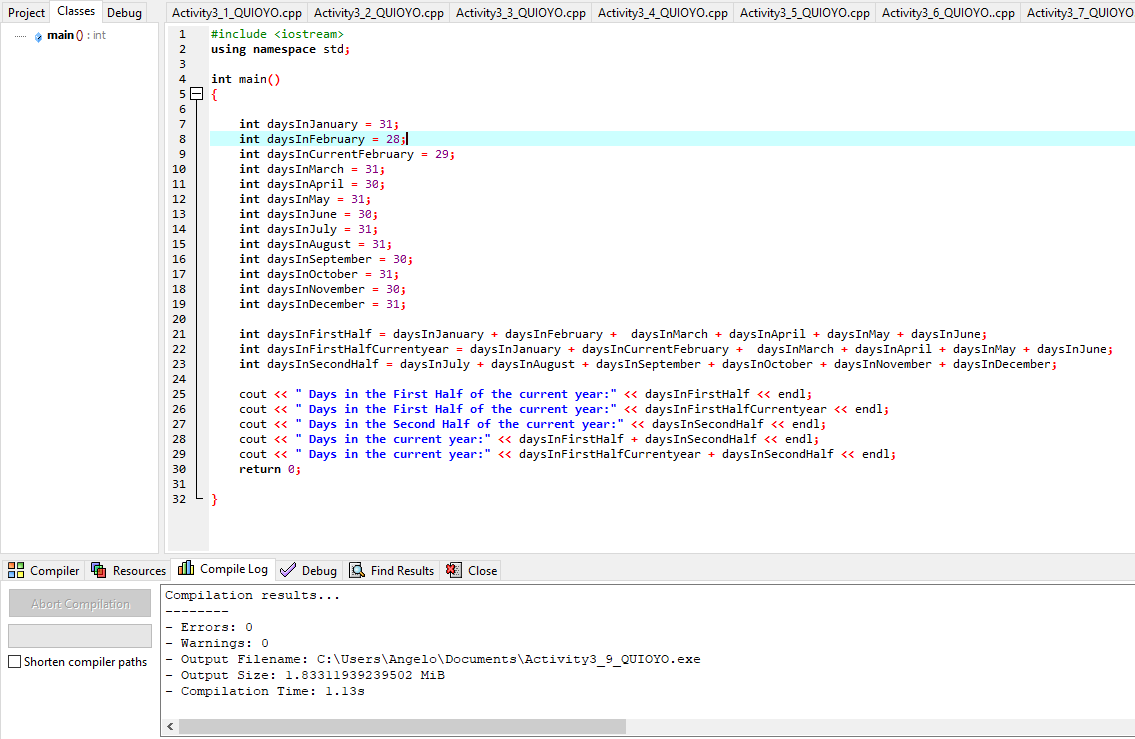 Project Classes Debug
main () : int
Activity3_1_QUIOYO.cpp Activity3_2_QUIOYO.cpp Activity3_3_QUIOYO.cpp Activity3_4_QUIOYO.cpp Activity3_5_QUIOYO.cpp Activity3_6_QUIOYO..cpp Activity3_7_QUIOYO
1 #include <iostream>
2 using namespace std;
3
4 int main()
5 {
6
7 int daysInJanuary = 31;
8 int daysInFebruary = 28;
9 int daysInCurrentFebruary = 29;
10 int daysInMarch = 31;
11 int daysInApril = 30;
12 int daysInMay = 31;
13 int daysInJune = 30;
14 int daysInJuly = 31;
15 int daysInAugust = 31;
16 int daysInSeptember = 30;
17 int daysInOctober = 31;
18 int daysInNovember = 30;
19 int daysInDecember = 31;
20
21 int daysInFirstHalf = daysInJanuary + daysInFebruary +  daysInMarch + daysInApril + daysInMay + daysInJune;
22 int daysInFirstHalfCurrentyear = daysInJanuary + daysInCurrentFebruary +  daysInMarch + daysInApril + daysInMay + daysInJune;
23 int daysInSecondHalf = daysInJuly + daysInAugust + daysInSeptember + daysInOctober + daysInNovember + daysInDecember;
24
25 cout << " Days in the First Half of the current year:" << daysInFirstHalf << endl;
26 cout << " Days in the First Half of the current year:" << daysInFirstHalfCurrentyear << endl;
27 cout << " Days in the Second Half of the current year:" << daysInSecondHalf << endl;
28 cout << " Days in the current year:" << daysInFirstHalf + daysInSecondHalf << endl;
29 cout << " Days in the current year:" << daysInFirstHalfCurrentyear + daysInSecondHalf << endl;
30 return 0;
31
32 }
Compiler Resources Compile Log Debug Find Results Close
Abort Compilation
Shorten compiler paths
Compilation results...
--------
- Errors: 0
- Warnings: 0
- Output Filename: C:\Users\Angelo\Documents\Activity3_9_QUIOYO.exe
- Output Size: 1.83311939239502 MiB
- Compilation Time: 1.13s